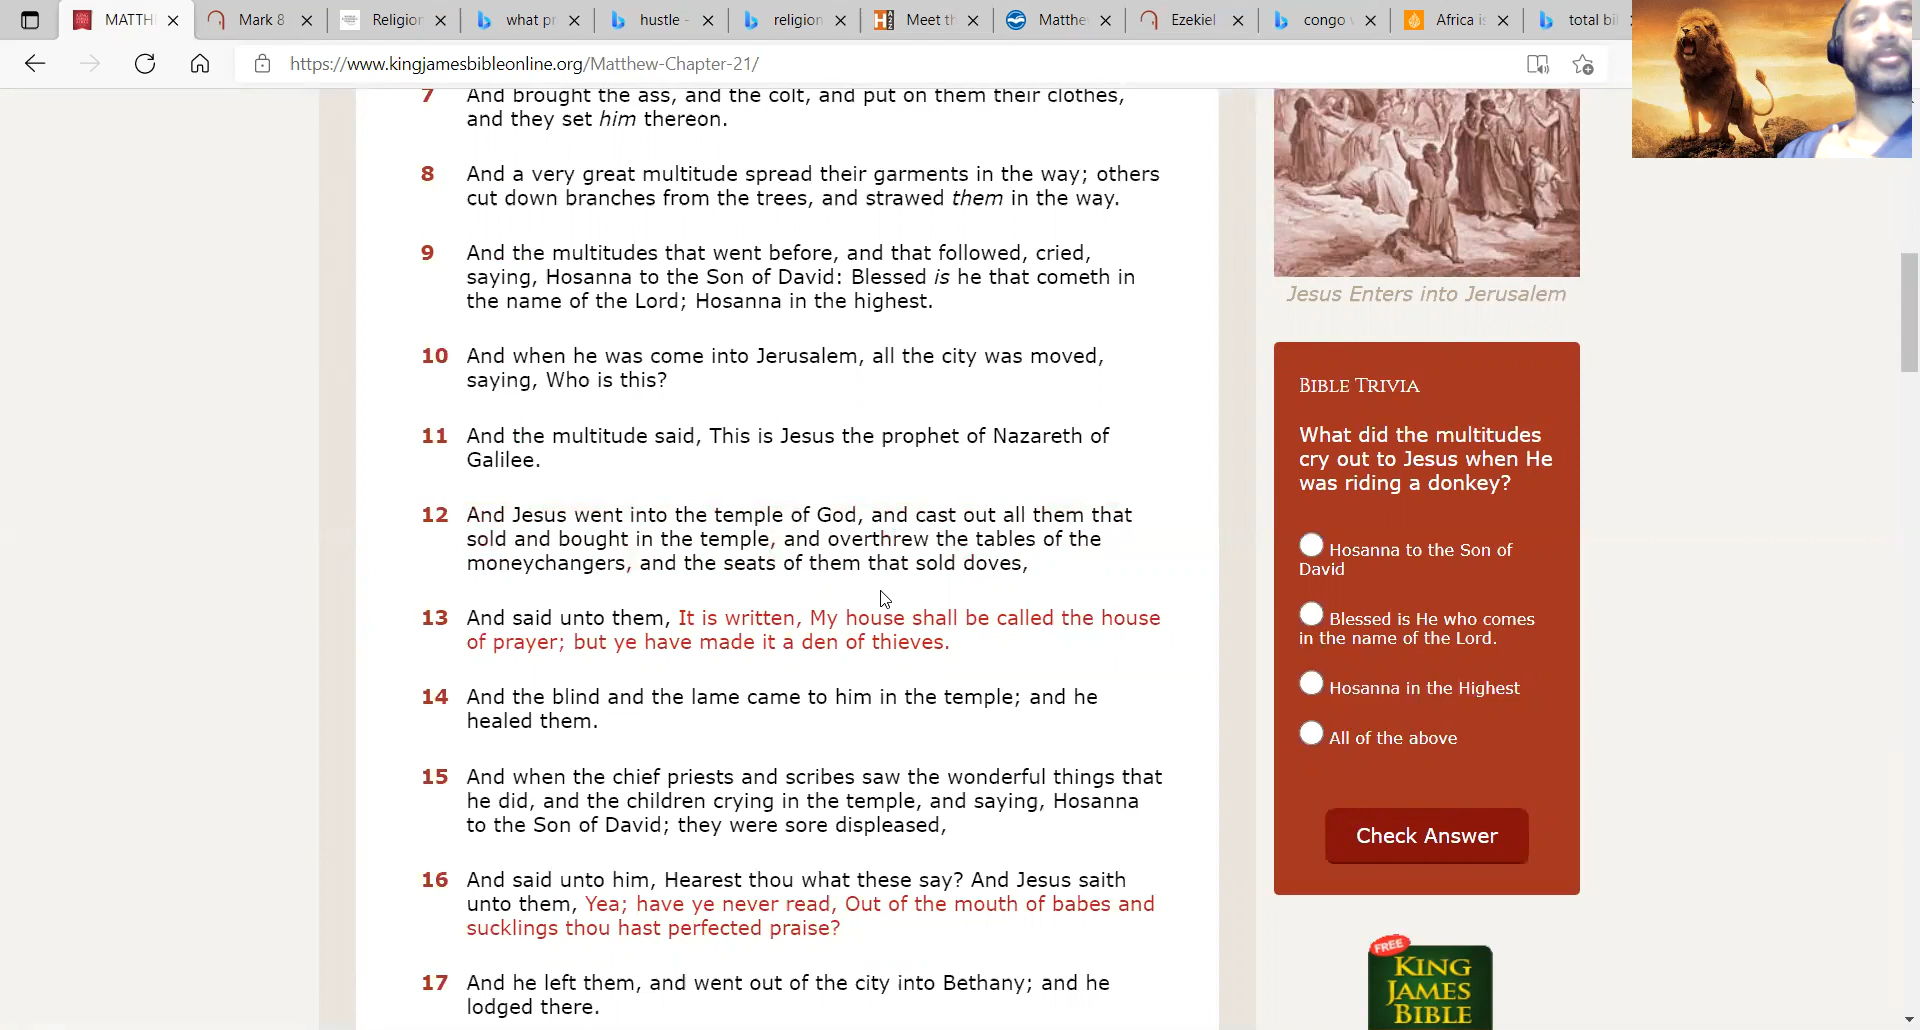 MATTH
Mark 8
Religion
what pr
hustle -
religion
Meet th
Matthe
Ezekiel
congo
Africa is
total bi
https://www.kingjamesbibleonline.org/Matthew-Chapter-21/
7 And brought the ass, and the colt, and put on them their clothes,
and they set him thereon.
8 And a very great multitude spread their garments in the way; others
cut down branches from the trees, and strawed them in the way.
9 And the multitudes that went before, and that followed, cried,
saying, Hosanna to the Son of David: Blessed is he that cometh in
the name of the Lord; Hosanna in the highest.
10 And when he was come into Jerusalem, all the city was moved,
saying, Who is this?
11 And the multitude said, This is Jesus the prophet of Nazareth of
Galilee.
12 And Jesus went into the temple of God, and cast out all them that
sold and bought in the temple, and overthrew the tables of the
moneychangers, and the seats of them that sold doves,
13 And said unto them, It is written, My house shall be called the house
of prayer; but ye have made it a den of thieves.
14 And the blind and the lame came to him in the temple; and he
healed them.
15 And when the chief priests and scribes saw the wonderful things that
he did, and the children crying in the temple, and saying, Hosanna
to the Son of David; they were sore displeased,
16 And said unto him, Hearest thou what these say? And Jesus saith
unto them, Yea; have ye never read, Out of the mouth of babes and
sucklings thou hast perfected praise?
17 And he left them, and went out of the city into Bethany; and he
lodged there.
Jesus Enters into Jerusalem
BIBLE TRIVIA
What did the multitudes
cry out to Jesus when He
was riding a donkey?
Hosanna to the Son of
David
Blessed is He who comes
in the name of the Lord.
Hosanna in the Highest
All of the above
Check Answer
FREE
KING
JAMES
BIBLE